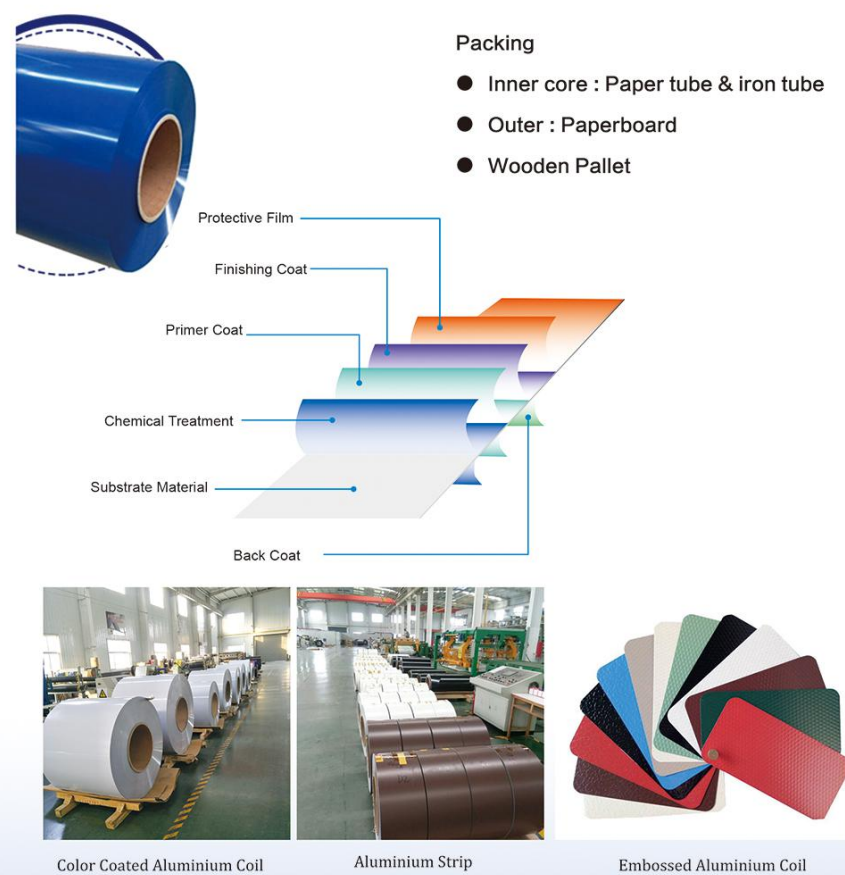 Packing
● Inner core : Paper tube & iron tube
● Outer : Paperboard
● Wooden Pallet
Protective Film
Finishing Coat
Primer Coat
Chemical Treatment
Substrate Material
Back Coat
Color Coated Aluminium Coil
Aluminium Strip
Embossed Aluminium Coil